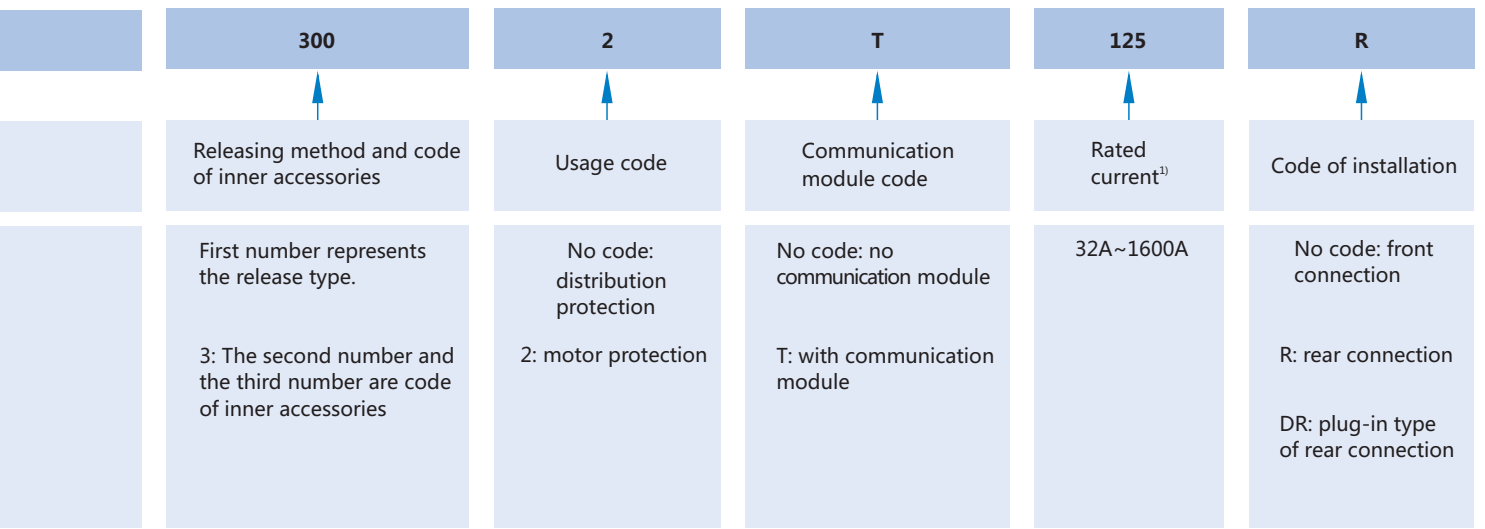 300
2
T
125
R
Releasing method and code
of inner accessories
Usage code
Communication
module code
Rated
current1)
Code of installation
First number represents
the release type.
3: The second number and
the third number are code
of inner accessories
No code:
distribution
protection
2: motor protection
No code: no
communication module
T: with communication
module
32A~1600A
No code: front
connection
R: rear connection
DR: plug-in type
of rear connection